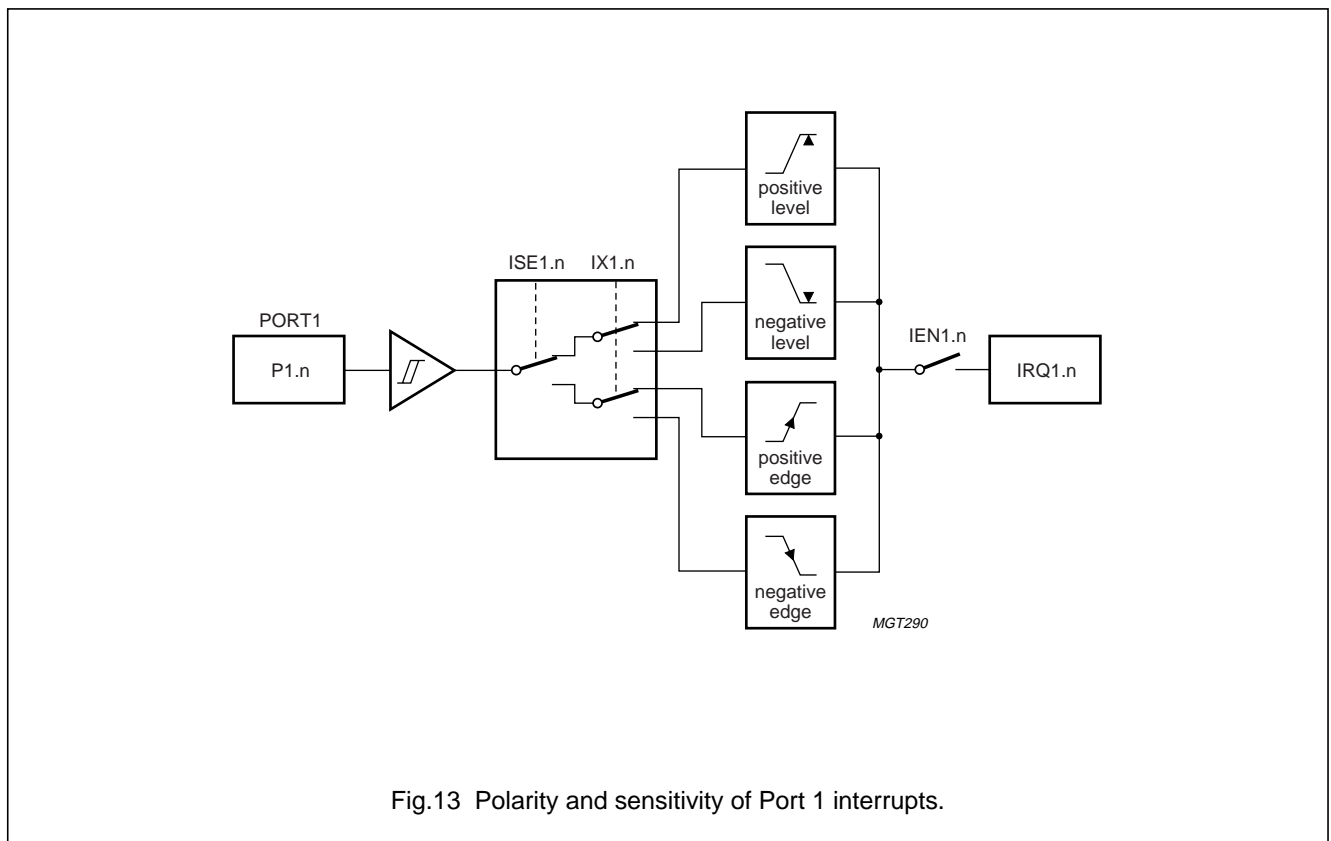 positive
level
ISE1.n IX1.n
negative
level
PORT1
P1.n
IEN1.n
IRQ1.n
positive
edge
negative
edge
MGT290
Fig.13 Polarity and sensitivity of Port 1 interrupts.